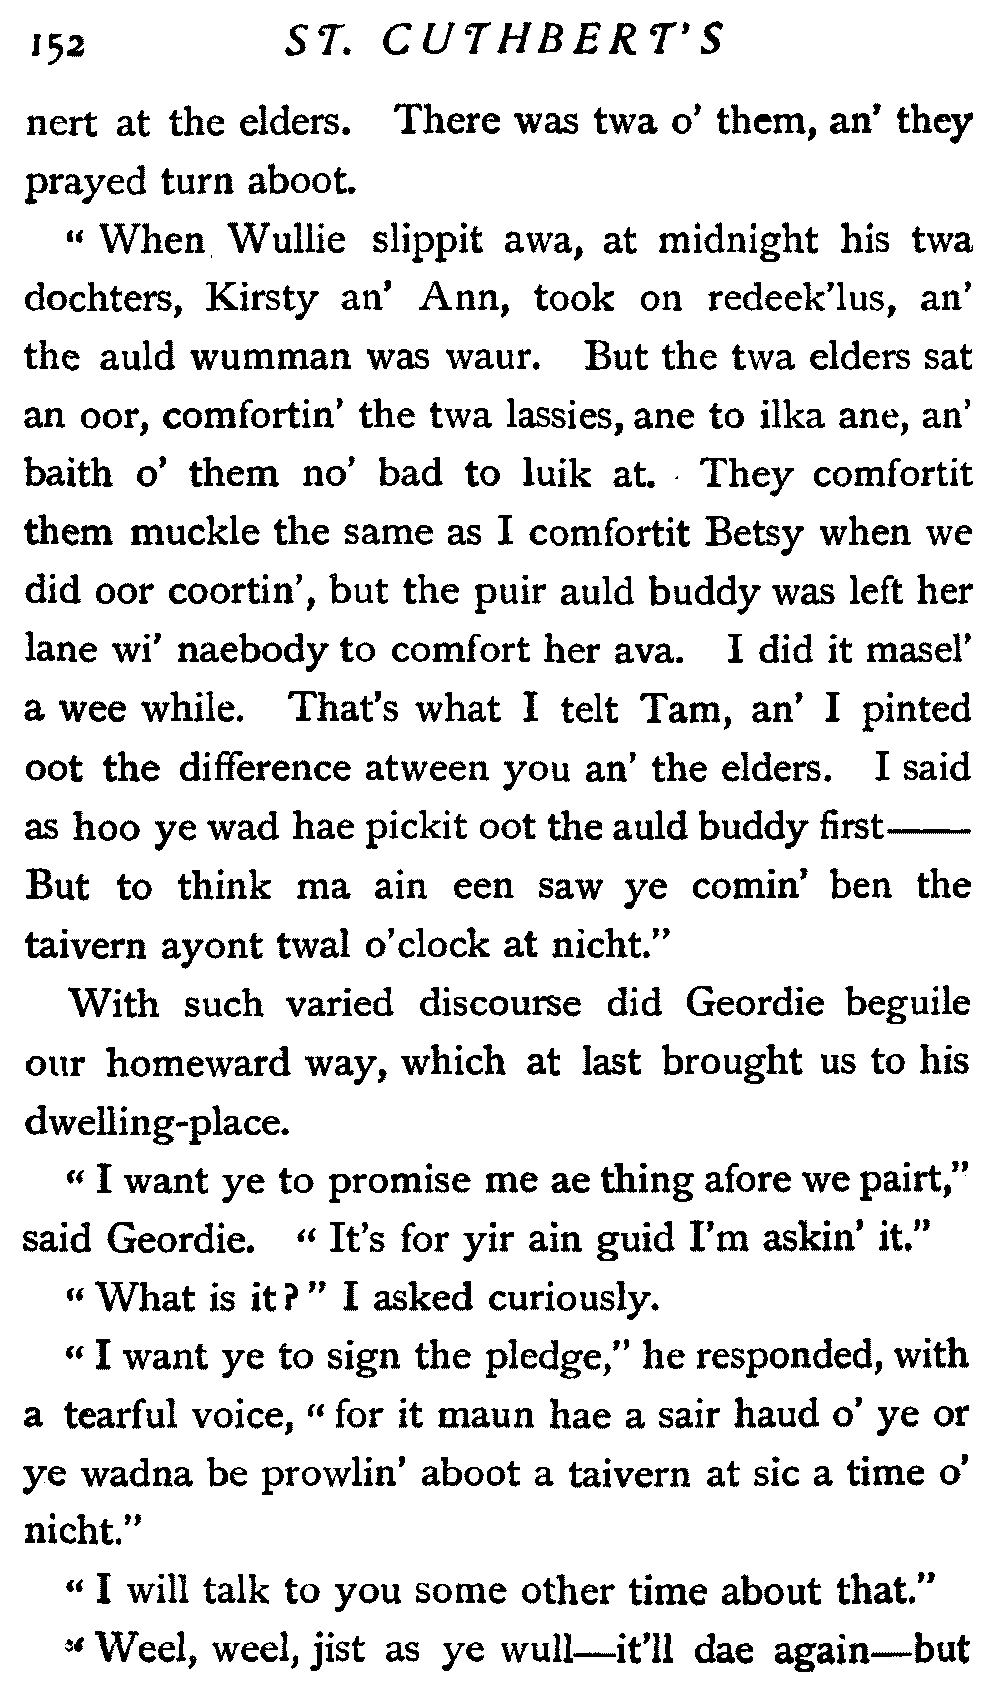 152 ST. CUTHBERT'S
nert at the elders. There was twa o' them, an' they
prayed turn aboot.
" When Wullie slippit awa, at midnight his twa
dochters, Kirsty an' Ann, took on redeek'lus, an'
the auld wumman was waur. But the twa elders sat
an oor, comfortin' the twa lassies, ane to ilka ane, an'
baith o' them no' bad to luik at. They comfortit
them muckle the same as I comfortit Betsy when we
did oor coortin', but the puir auld buddy was left her
lane wi' naebody to comfort her ava. I did it masel'
a wee while. That's what I telt Tam, an' I pinted
oot the difference atween you an' the elders. I said
as hoo ye wad hae pickit oot the auld buddy first——
But to think ma ain een saw ye comin' ben the
taivern ayont twal o'clock at nicht."
With such varied discourse did Geordie beguile
our homeward way, which at last brought us to his
dwelling-place.
" I want ye to promise me ae thing afore we pairt,"
said Geordie. " It's for yir ain guid I'm askin' it."
" What is it? " I asked curiously.
" I want ye to sign the pledge," he responded, with
a tearful voice, " for it maun hae a sair haud o' ye or
ye wadna be prowlin' aboot a taivern at sic a time o'
nicht."
" I will talk to you some other time about that."
" Weel, weel, jist as ye wull—it'll dae again—but